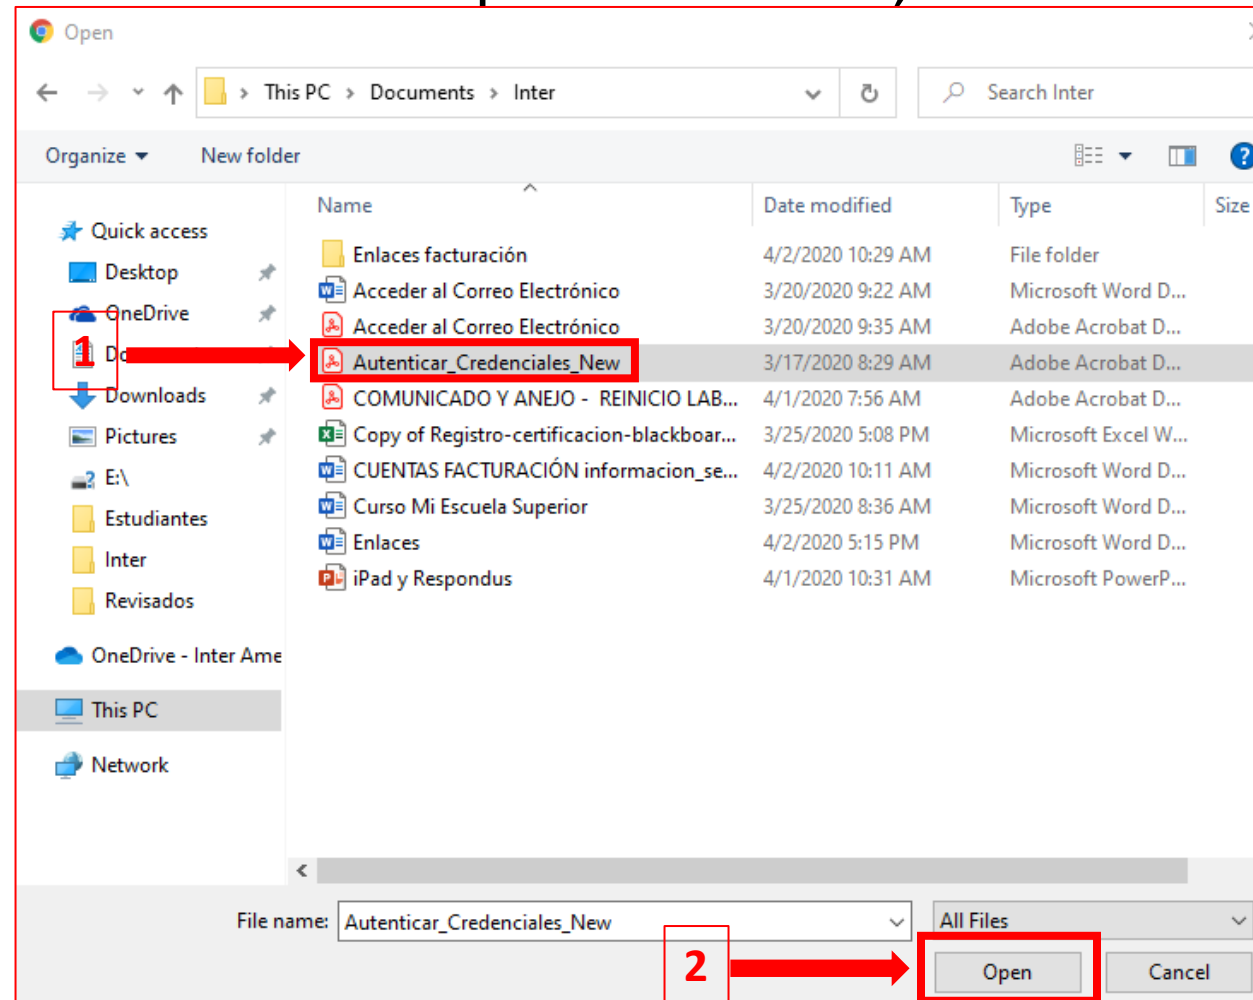 Open
This PC > Documents > Inter
Search Inter
Organize
New folder
Name Date modified Type Size
Quick access
Desktop
OneDrive
Downloads
Pictures
E:\
Estudiantes
Inter
Revisados
OneDrive - Inter Ame
This PC
Network
1
Enlaces facturación 4/2/2020 10:29 AM File folder
Acceder al Correo Electrónico 3/20/2020 9:22 AM Microsoft Word D...
Acceder al Correo Electrónico 3/20/2020 9:35 AM Adobe Acrobat D...
Autenticar_Credenciales_New 3/17/2020 8:29 AM Adobe Acrobat D...
COMUNICADO Y ANEJO - REINICIO LAB... 4/1/2020 7:56 AM Adobe Acrobat D...
Copy of Registro-certificacion-blackboar... 3/25/2020 5:08 PM Microsoft Excel W...
CUENTAS FACTURACIÓN informacion_se... 4/2/2020 10:11 AM Microsoft Word D...
Curso Mi Escuela Superior 3/25/2020 8:36 AM Microsoft Word D...
Enlaces 4/2/2020 5:15 PM Microsoft Word D...
iPad y Respondus 4/1/2020 10:31 AM Microsoft PowerP...
File name: Autenticar_Credenciales_New All Files
2
Open Cancel